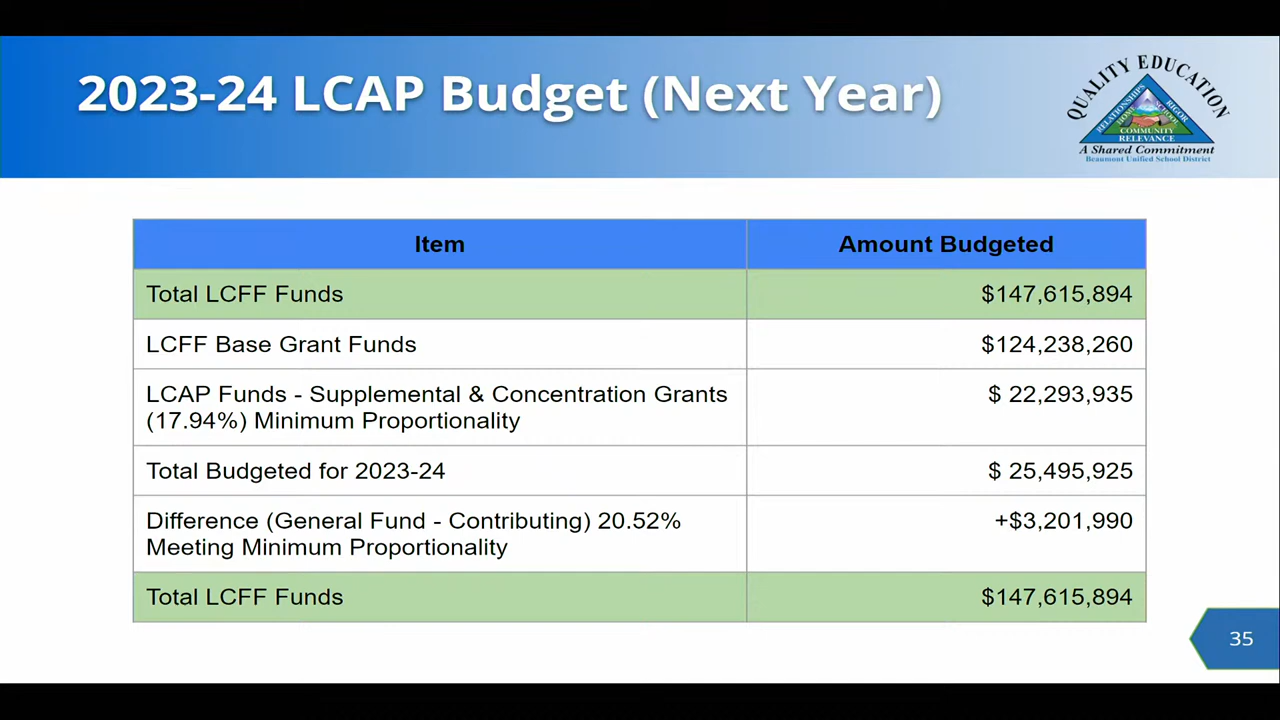 2023-24 LCAP Budget (Next Year)
QUALITY EDUCATION
RELATIONSHIPS
RIGOR
HOME
SCHOOL
COMMUNITY
RELEVANCE
A Shared Commitment
Beaumont Unified School District
Item Amount Budgeted
Total LCFF Funds $147,615,894
LCFF Base Grant Funds $124,238,260
LCAP Funds - Supplemental & Concentration Grants $ 22,293,935
(17.94%) Minimum Proportionality
Total Budgeted for 2023-24 $ 25,495,925
Difference (General Fund - Contributing) 20.52% +$3,201,990
Meeting Minimum Proportionality
Total LCFF Funds $147,615,894
35